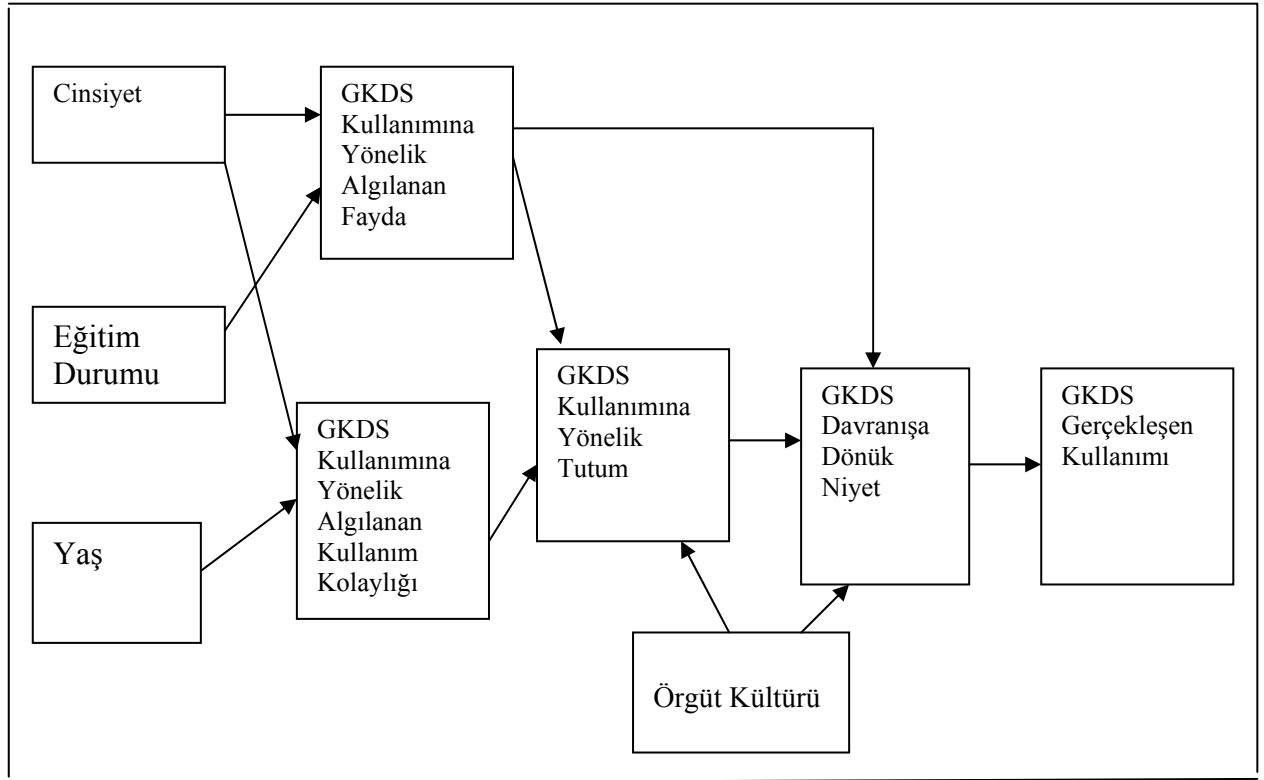 Cinsiyet
GKDS
Kullanımına
Yönelik
Algılanan
Fayda
Eğitim
Durumu
GKDS
Kullanımına
Yönelik
Algılanan
Kullanım
Kolaylığı
Yaş
GKDS
Kullanımına
Yönelik
Tutum
GKDS
Davranışa
Dönük
Niyet
GKDS
Gerçekleşen
Kullanımı
Örgüt Kültürü